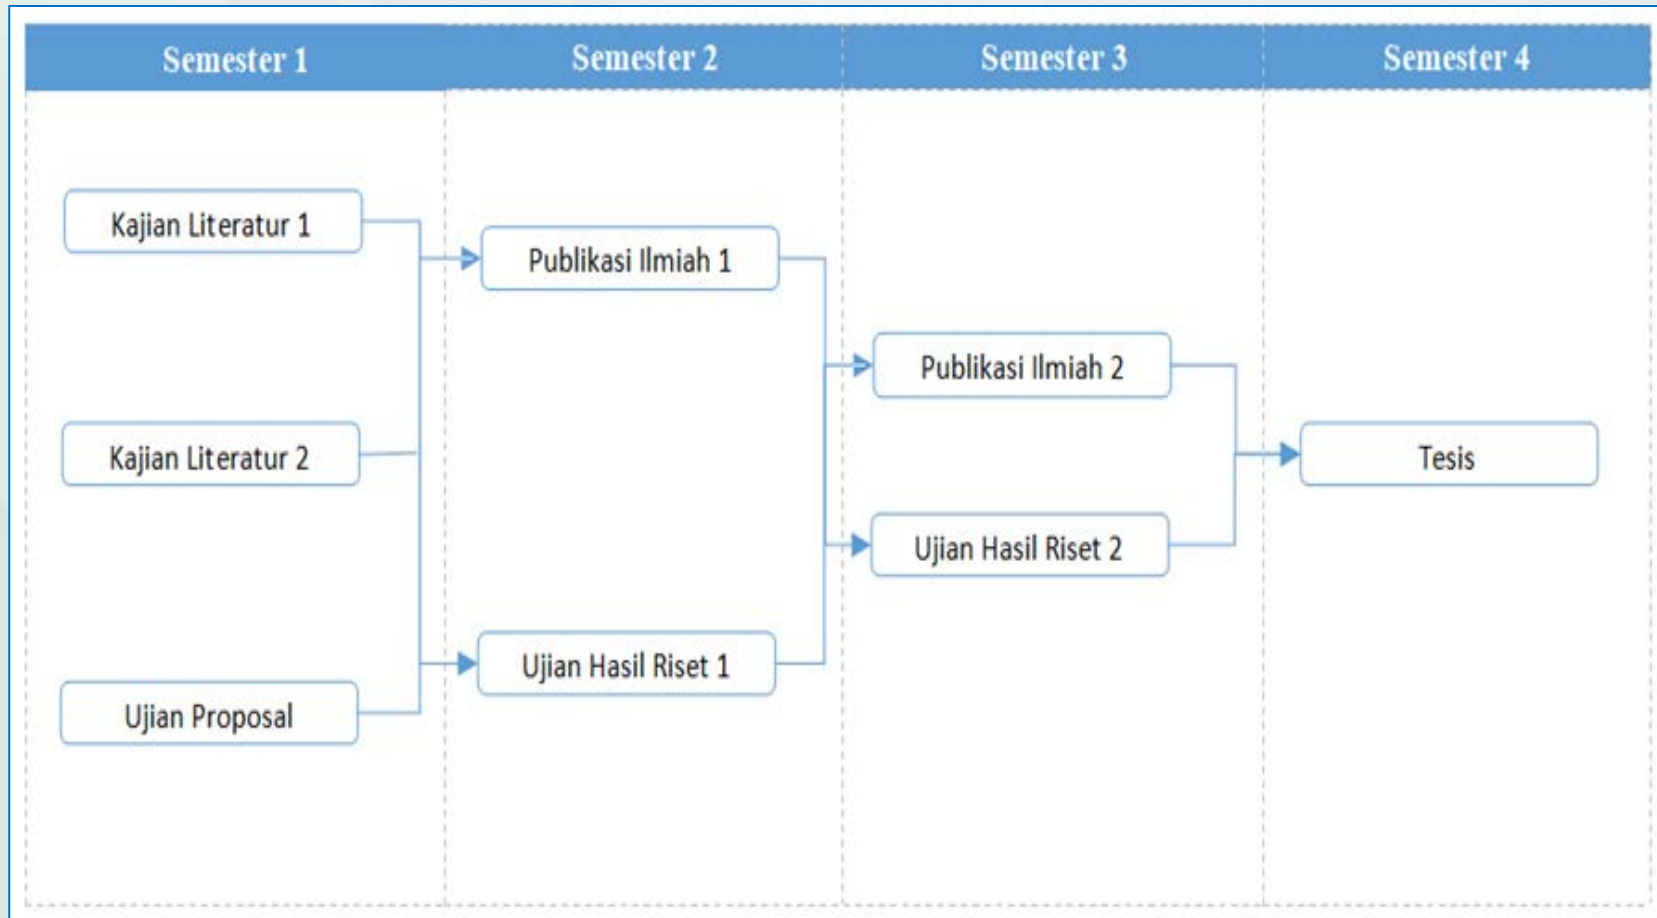 Semester 1
Semester 2
Semester 3
Semester 4
Kajian Literatur 1
Kajian Literatur 2
Ujian Proposal
Publikasi Ilmiah 1
Ujian Hasil Riset 1
Publikasi Ilmiah 2
Ujian Hasil Riset 2
Tesis